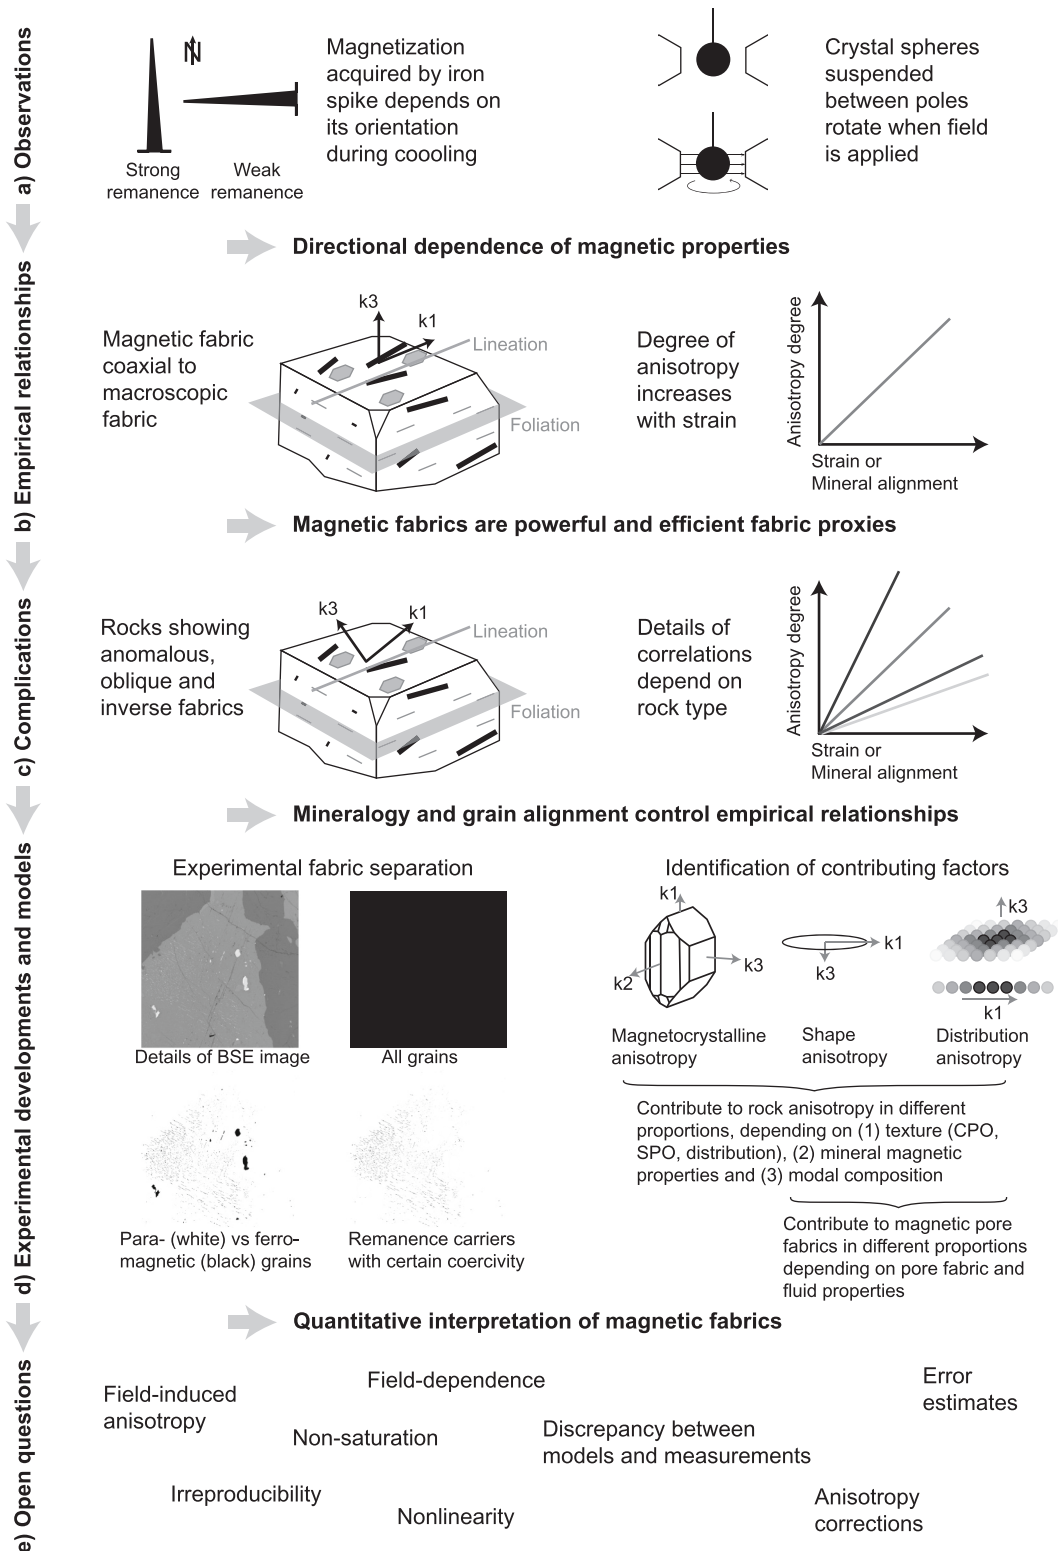 a) Observations
N
Magnetization
acquired by iron
spike depends on
its orientation
during coooling
Strong
remanence
Weak
remanence
Crystal spheres
suspended
between poles
rotate when field
is applied
Directional dependence of magnetic properties
b) Empirical relationships
Magnetic fabric
coaxial to
macroscopic
fabric
k3
k1
Lineation
Foliation
Degree of
anisotropy
increases
with strain
Anisotropy degree
Strain or
Mineral alignment
Magnetic fabrics are powerful and efficient fabric proxies
c) Complications
Rocks showing
anomalous,
oblique and
inverse fabrics
k3
k1
Lineation
Foliation
Details of
correlations
depend on
rock type
Anisotropy degree
Strain or
Mineral alignment
Mineralogy and grain alignment control empirical relationships
d) Experimental developments and models
Experimental fabric separation
Details of BSE image
All grains
Para- (white) vs ferro-
magnetic (black) grains
Remanence carriers
with certain coercivity
Identification of contributing factors
k1
k2
k3
Magnetocrystalline
anisotropy
k1
k3
Shape
anisotropy
k3
k1
Distribution
anisotropy
Contribute to rock anisotropy in different
proportions, depending on (1) texture (CPO,
SPO, distribution), (2) mineral magnetic
properties and (3) modal composition
Contribute to magnetic pore
fabrics in different proportions
depending on pore fabric and
fluid properties
Quantitative interpretation of magnetic fabrics
e) Open questions
Field-induced
anisotropy
Field-dependence
Error
estimates
Non-saturation
Discrepancy between
models and measurements
Irreproducibility
Nonlinearity
Anisotropy
corrections